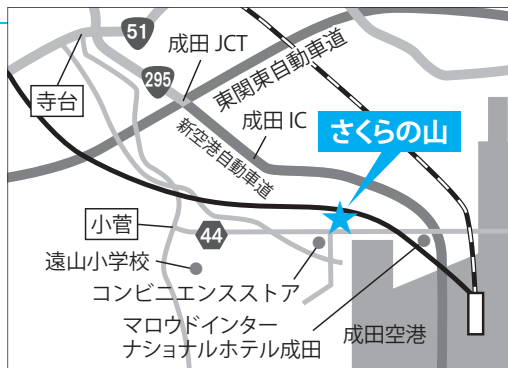 51
成田 JCT
東関東自動車道
295
寺台
新空港自動車道
成田 IC
さくらの山
小菅
44
遠山小学校
コンビニエンスストア
マロウドインター
ナショナルホテル成田
成田空港